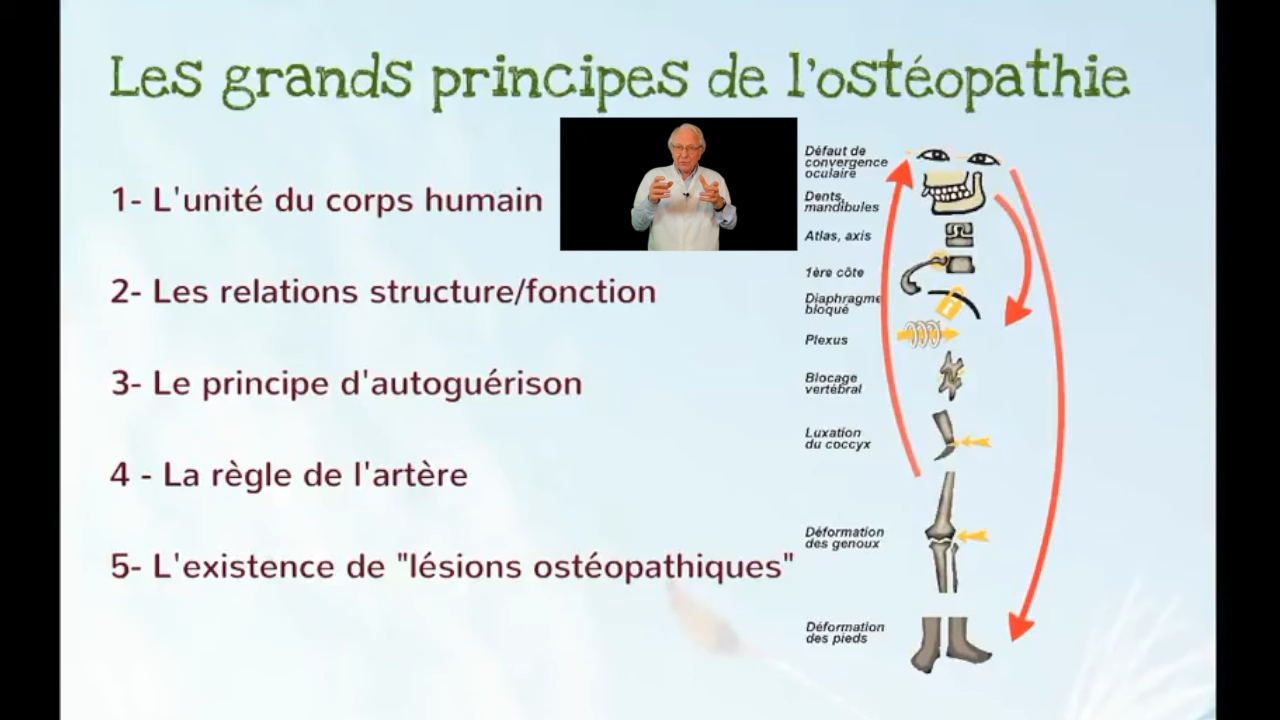 Les grands principes de l'ostéopathie
1- L'unité du corps humain
2- Les relations structure/fonction
3- Le principe d'autoguérison
4 - La règle de l'artère
5- L'existence de "lésions ostéopathiques"
Défaut de
convergence
oculaire
Dents,
mandibules
Atlas, axis
1ère côte
Diaphragme
bloqué
Plexus
Blocage
vertébral
Luxation
du coccyx
Déformation
des genoux
Déformation
des pieds